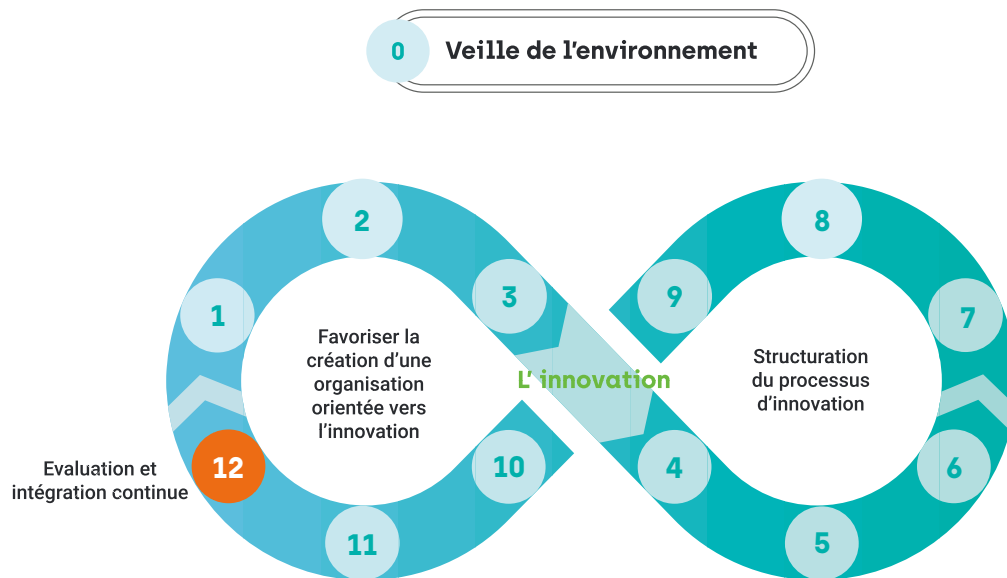 0 Veille de l'environnement
2
8
1
3
9
7
Favoriser la
création d'une
organisation
orientée vers
l'innovation
L' innovation
Structuration
du processus
d'innovation
Evaluation et
intégration continue
12
10
4
6
11
5